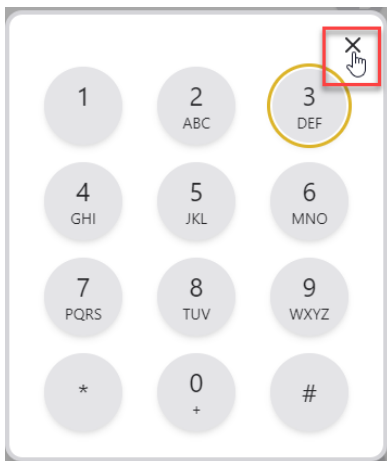 1 2 3
ABC DEF
4 5 6
GHI JKL MNO
7 8 9
PQRS TUV WXYZ
* 0 #
+